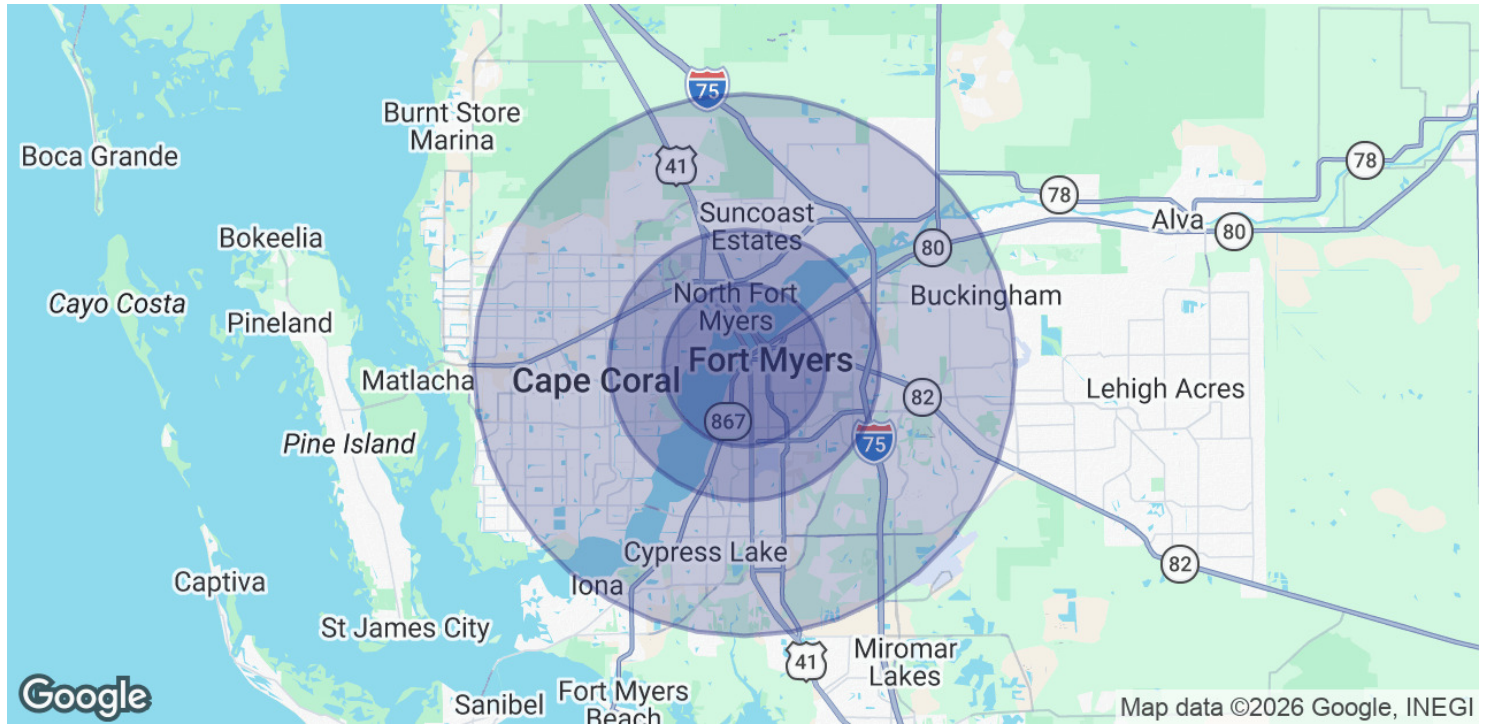 75
Burnt Store
Marina
Boca Grande
41
78
78
Suncoast
Estates
Alva
80
80
Bokeelia
Cayo Costa
North Fort
Myers
Buckingham
Pineland
Fort Myers
Matlacha
Cape Coral
82
Lehigh Acres
867
Pine Island
75
Cypress Lake
82
Captiva
Iona
St James City
41
Miromar
Lakes
Google
Sanibel
Fort Myers
Beach
Map data ©2026 Google, INEGI